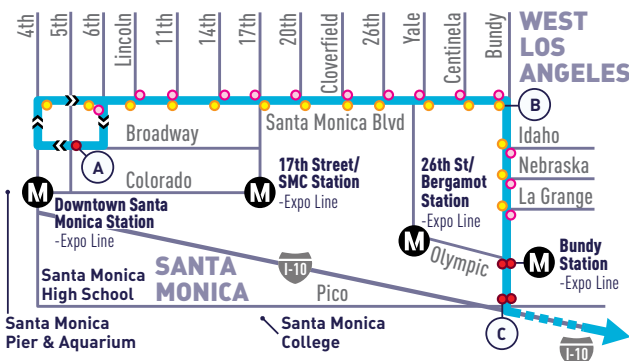 4th
5th
6th
Lincoln
11th
14th
17th
20th
Cloverfield
26th
Yale
Centinela
Bundy
WEST
LOS
ANGELES
B
Santa Monica Blvd
Broadway
A
Idaho
Nebraska
La Grange
Colorado
M
Downtown Santa
Monica Station
-Expo Line
M
17th Street/
SMC Station
-Expo Line
26th St/
Bergamot
Station
-Expo Line
M
Olympic
M
Bundy
Station
-Expo Line
I-10
SANTA
MONICA
Santa Monica
High School
Pico
Santa Monica
Pier & Aquarium
Santa Monica
College
C
I-10